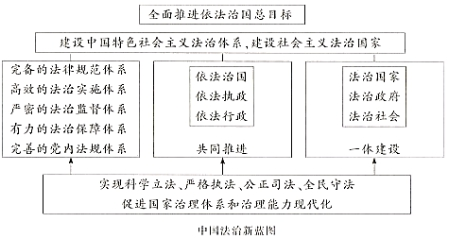 全面推进依法治国总目标
建设中国特色社会主义法治体系、建设社会主义法治国家
完备的法律规范体系
高效的法治实施体系
严密的法治监督体系
有力的法治保障体系
完善的党内法规体系
依法治国
依法执政
依法行政
共同推进
法治国家
法治政府
法治社会
一体建设
实现科学立法、严格执法、公正司法、全民守法
促进国家治理体系和治理能力现代化
中国法治新蓝图